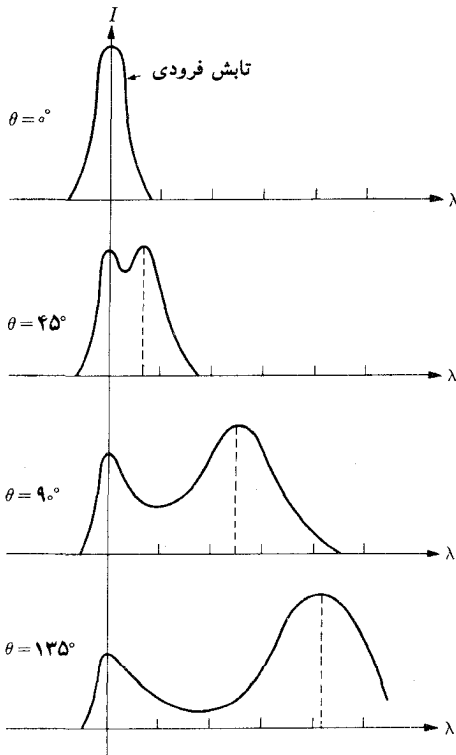 I
تابش فرودی
θ = ۰°
λ
θ = ۴۵°
λ
θ = ۹۰°
λ
θ = ۱۳۵°
λ